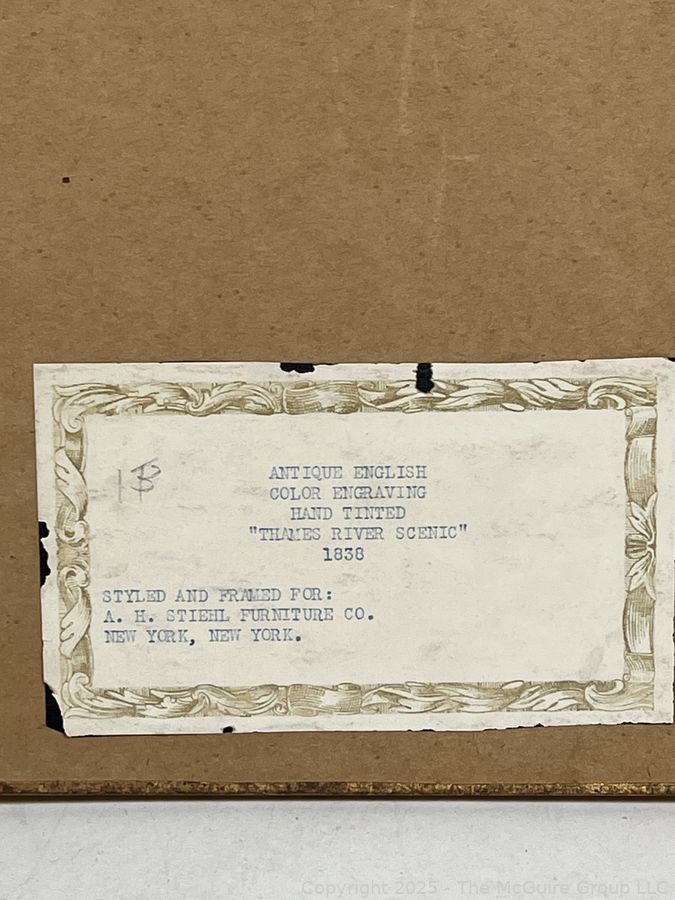 1B
ANTIQUE ENGLISH
COLOR ENGRAVING
HAND TINTED
"THAMES RIVER SCENIC"
1838
STYLED AND FRAMED FOR:
A. H. STIEHL FURNITURE CO.
NEW YORK, NEW YORK.
Copyright 2025 - The McGuire Group LLC